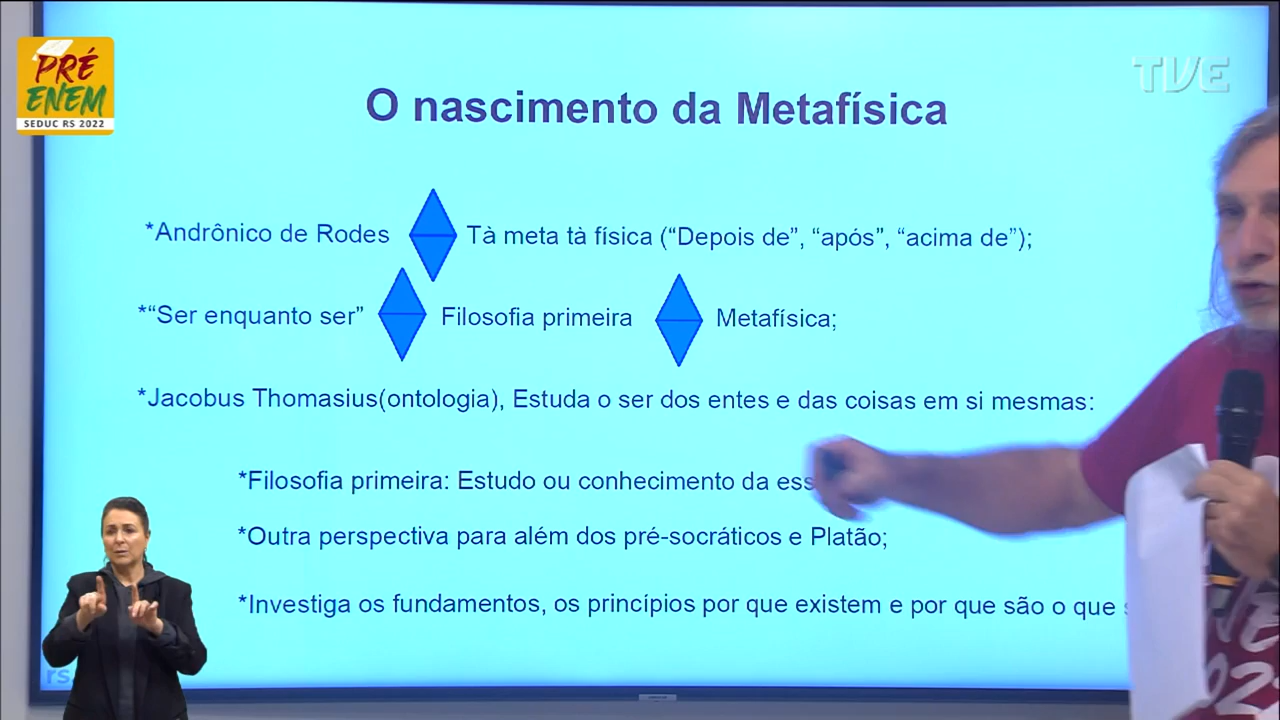 PRÉ
ENEM
SEDUC RS 2022
TVE
O nascimento da Metafísica
*Andrônico de Rodes Tà meta tà física (“Depois de”, “após”, “acima de”);
*“Ser enquanto ser” Filosofia primeira Metafísica;
*Jacobus Thomasius(ontologia), Estuda o ser dos entes e das coisas em si mesmas:
*Filosofia primeira: Estudo ou conhecimento da
*Outra perspectiva para além dos pré-socráticos e Platão;
*Investiga os fundamentos, os princípios por que existem e por que são o que
rs